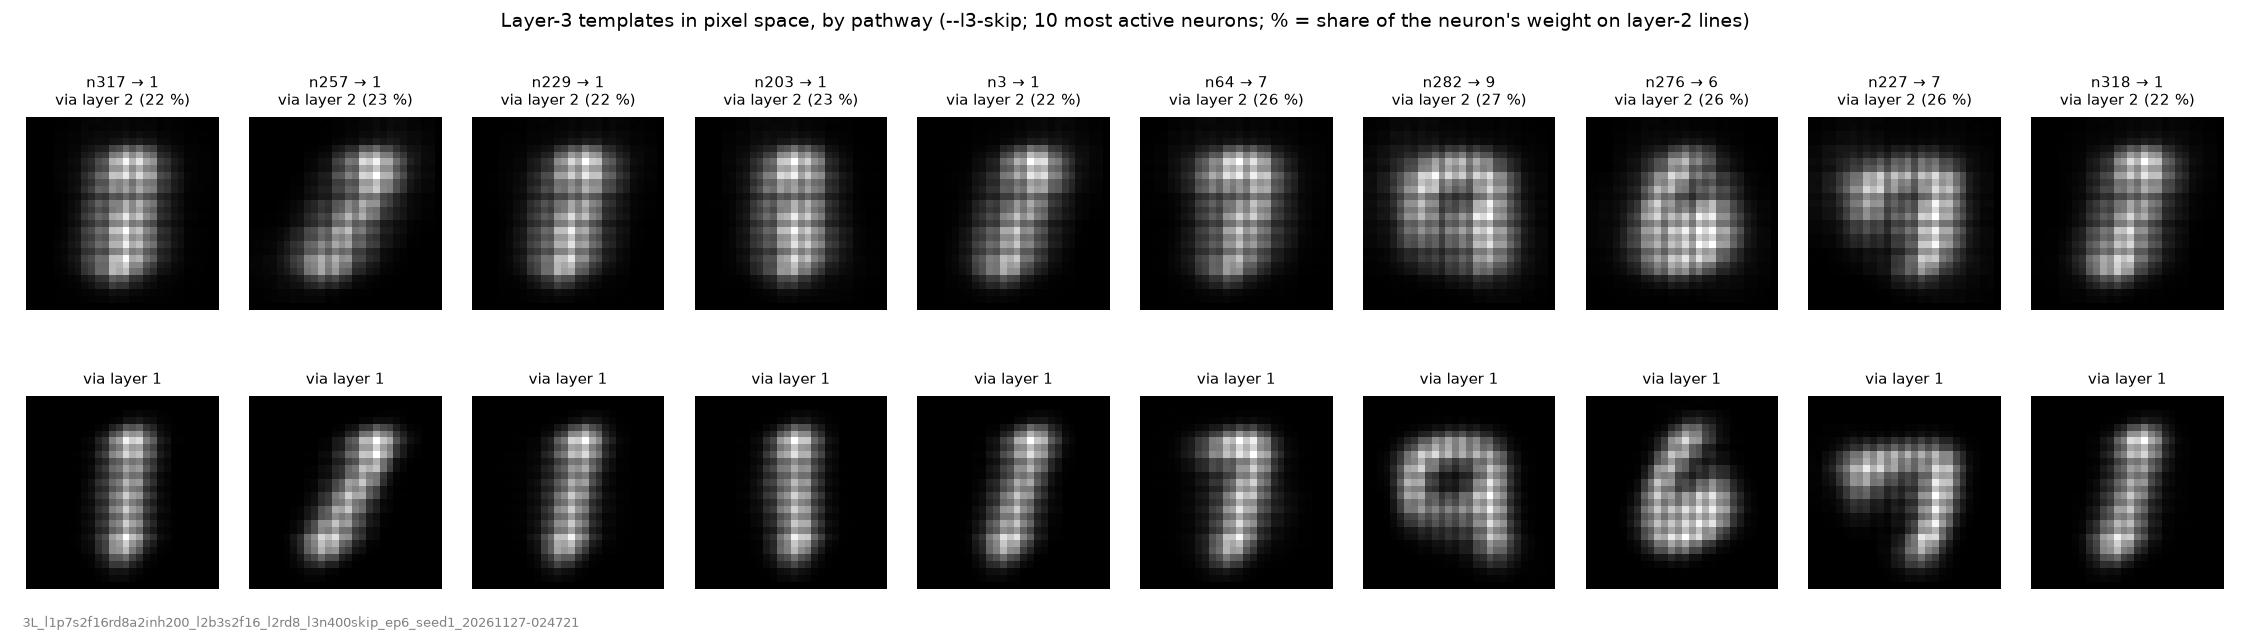 Layer-3 templates in pixel space, by pathway (--l3-skip; 10 most active neurons; % = share of the neuron's weight on layer-2 lines)
n317 → 1
via layer 2 (22 %)
n257 → 1
via layer 2 (23 %)
n229 → 1
via layer 2 (22 %)
n203 → 1
via layer 2 (23 %)
n3 → 1
via layer 2 (22 %)
n64 → 7
via layer 2 (26 %)
n282 → 9
via layer 2 (27 %)
n276 → 6
via layer 2 (26 %)
n227 → 7
via layer 2 (26 %)
n318 → 1
via layer 2 (22 %)
via layer 1
via layer 1
via layer 1
via layer 1
via layer 1
via layer 1
via layer 1
via layer 1
via layer 1
via layer 1
3L_l1p7s2f16rd8a2inh200_l2b3s2f16_l2rd8_l3n400skip_ep6_seed1_20261127-024721